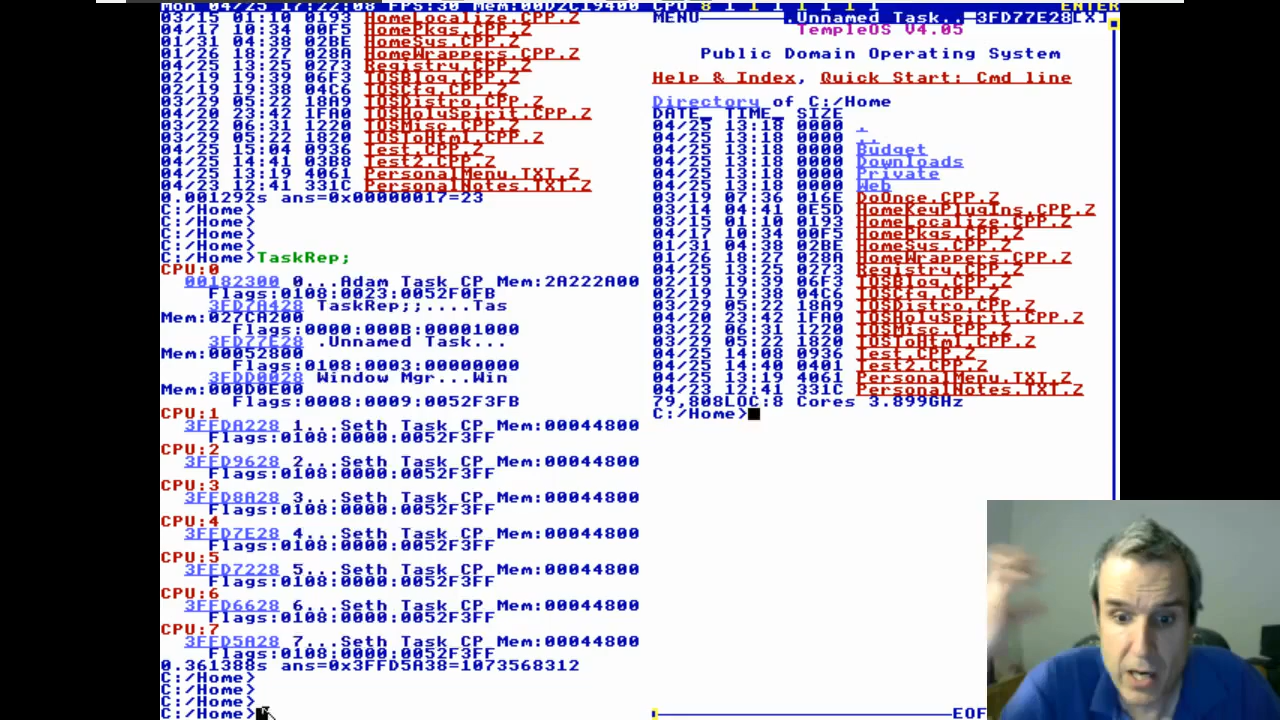 Mon 04/25 17:22:08 FPS:30 Mem:00D2C19400 CPU 8 1 1 1 1 1 1 1 ENTER
03/15 01:10 0193 HomeLocalize.CPP.Z
04/17 10:34 00F5 HomePkgs.CPP.Z
01/31 04:38 02BE HomeSys.CPP.Z
01/26 18:27 028A HomeWrappers.CPP.Z
04/25 13:25 0273 Registry.CPP.Z
02/19 19:39 06F3 TOSBlog.CPP.Z
02/19 19:38 04C6 TOSCfg.CPP.Z
03/29 05:22 18A9 TOSDistro.CPP.Z
04/20 23:42 1FA0 TOSHolySpirit.CPP.Z
03/22 06:31 1220 TOSMisc.CPP.Z
03/29 05:22 1820 TOSToHtml.CPP.Z
04/25 15:04 0936 Test.CPP.Z
04/25 14:41 03B8 Test2.CPP.Z
04/25 13:19 4061 PersonalMenu.TXT.Z
04/23 12:41 331C PersonalNotes.TXT.Z
0.001292s ans=0x00000017=23
C:/Home>
C:/Home>
C:/Home>
C:/Home>
C:/Home>TaskRep;
CPU:0
00182300 0...Adam Task CP Mem:2A222A00
Flags:0108:0023:0052F0FB
3FD7A428 TaskRep;;....Tas
Mem:027CA200
Flags:0000:000B:00001000
3FD77E28 .Unnamed Task...
Mem:00052800
Flags:0108:0003:00000000
3FDD0028 Window Mgr...Win
Mem:000D0E00
Flags:0008:0009:0052F3FB
CPU:1
3FFDA228 1...Seth Task CP Mem:00044800
Flags:0108:0000:0052F3FF
CPU:2
3FFD9628 2...Seth Task CP Mem:00044800
Flags:0108:0000:0052F3FF
CPU:3
3FFD8A28 3...Seth Task CP Mem:00044800
Flags:0108:0000:0052F3FF
CPU:4
3FFD7E28 4...Seth Task CP Mem:00044800
Flags:0108:0000:0052F3FF
CPU:5
3FFD7228 5...Seth Task CP Mem:00044800
Flags:0108:0000:0052F3FF
CPU:6
3FFD6628 6...Seth Task CP Mem:00044800
Flags:0108:0000:0052F3FF
CPU:7
3FFD5A28 7...Seth Task CP Mem:00044800
Flags:0108:0000:0052F3FF
0.361388s ans=0x3FFD5A38=1073568312
C:/Home>
C:/Home>
C:/Home>
C:/Home>
MENU .Unnamed Task.. 3FD77E28[X]
TempleOS V4.05
Public Domain Operating System
Help & Index, Quick Start: Cmd line
Directory of C:/Home
DATE_ TIME_ SIZE
04/25 13:18 0000 .
04/25 13:18 0000 ..
04/25 13:18 0000 Budget
04/25 13:18 0000 Downloads
04/25 13:18 0000 Private
04/25 13:18 0000 Web
03/19 07:36 016E DoOnce.CPP.Z
03/14 04:41 0E5D HomeKeyPlugIns.CPP.Z
03/15 01:10 0193 HomeLocalize.CPP.Z
04/17 10:34 00F5 HomePkgs.CPP.Z
01/31 04:38 02BE HomeSys.CPP.Z
01/26 18:27 028A HomeWrappers.CPP.Z
04/25 13:25 0273 Registry.CPP.Z
02/19 19:39 06F3 TOSBlog.CPP.Z
02/19 19:38 04C6 TOSCfg.CPP.Z
03/29 05:22 18A9 TOSDistro.CPP.Z
04/20 23:42 1FA0 TOSHolySpirit.CPP.Z
03/22 06:31 1220 TOSMisc.CPP.Z
03/29 05:22 1820 TOSToHtml.CPP.Z
04/25 14:08 0936 Test.CPP.Z
04/25 14:40 0401 Test2.CPP.Z
04/25 13:19 4061 PersonalMenu.TXT.Z
04/23 12:41 331C PersonalNotes.TXT.Z
79,808LOC:8 Cores 3.899GHz
C:/Home>
EOF